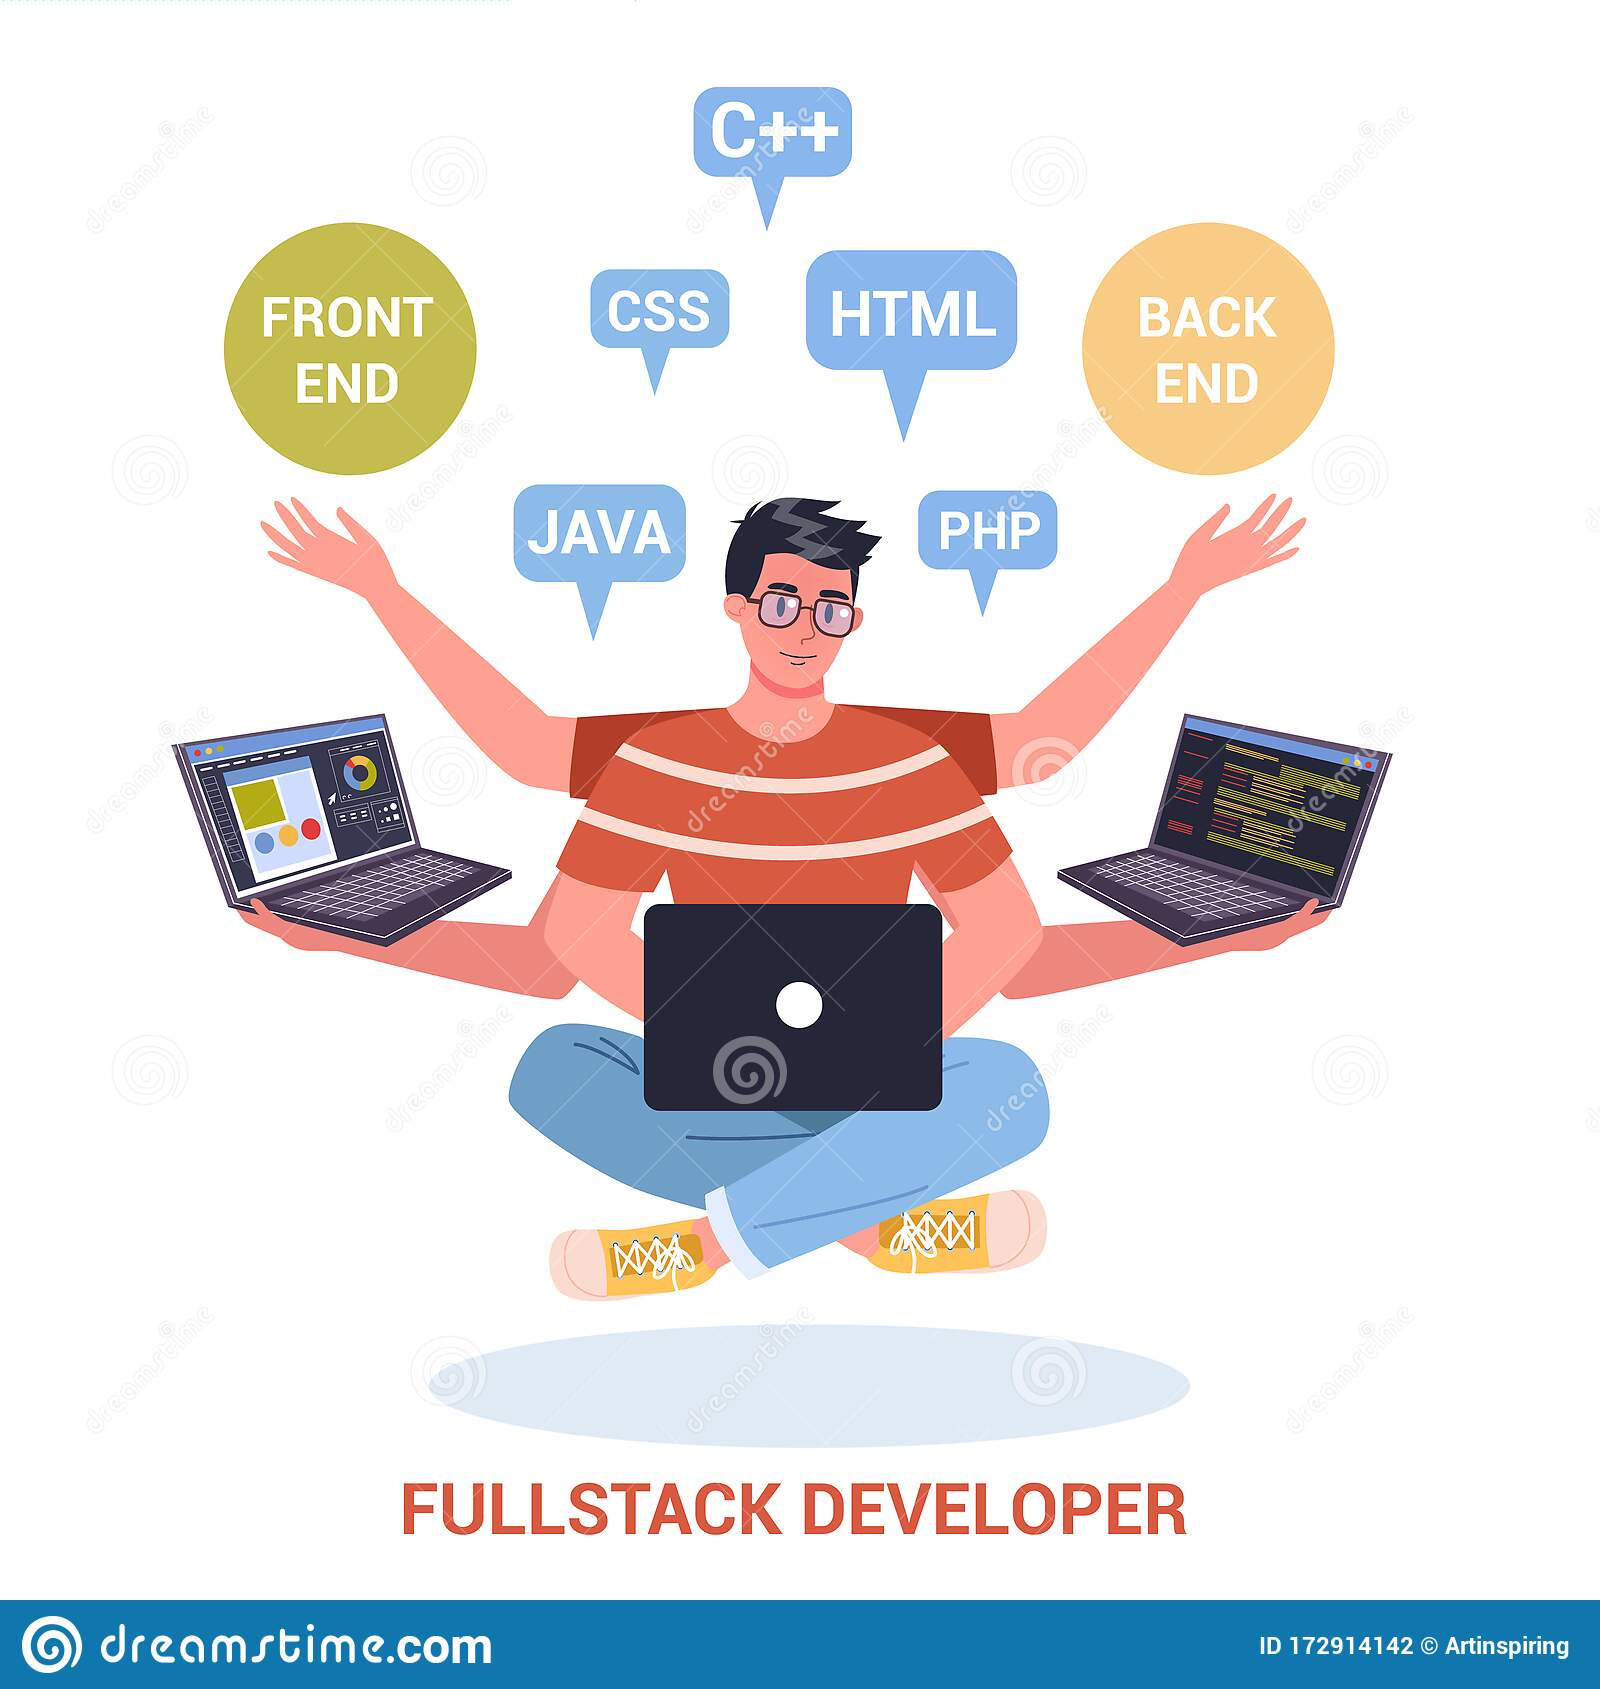 C++
FRONT
END
CSS
HTML
BACK
END
JAVA
PHP
FULLSTACK DEVELOPER
dreamstime.com
ID 172914142 © Artinspiring